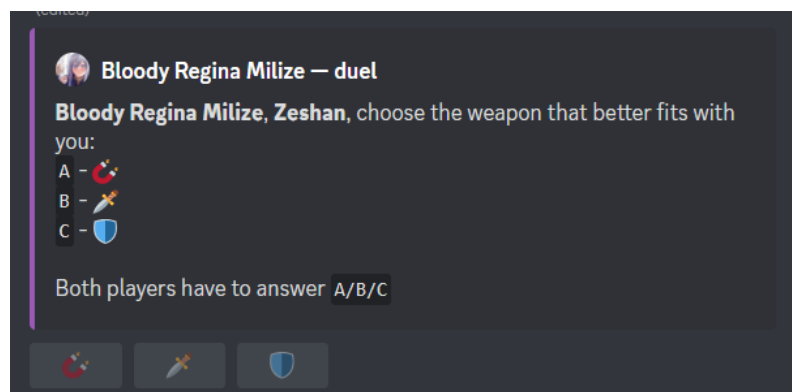 (edited)
Bloody Regina Milize — duel
Bloody Regina Milize, Zeshan, choose the weapon that better fits with
you:
A - 🧲
B - 🗡️
C - 🛡️
Both players have to answer A/B/C